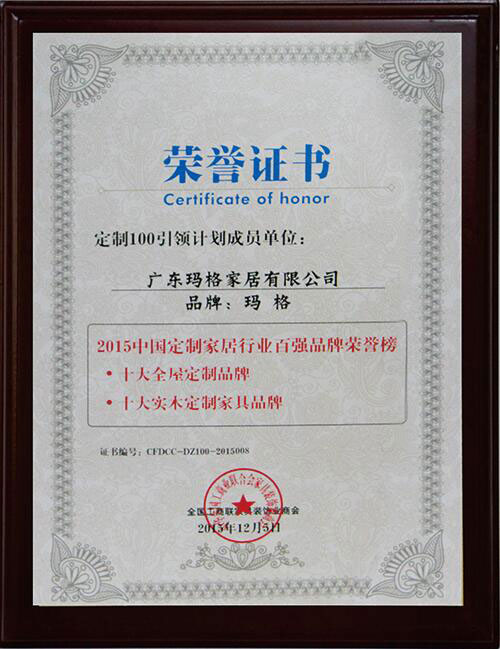 荣誉证书
Certificate of honor
定制100引领计划成员单位：
广东玛格家居有限公司
品牌：玛格
2015中国定制家居行业百强品牌荣誉榜
• 十大全屋定制品牌
• 十大实木定制家具品牌
证书编号：CFDCC-DZ100-2015008
全国工商联家具装饰业商会
2015年12月5日